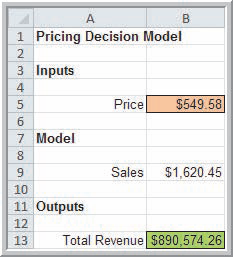 A B
1 Pricing Decision Model
2
3 Inputs
4
5 Price $549.58
6
7 Model
8
9 Sales $1,620.45
10
11 Outputs
12
13 Total Revenue $890,574.26